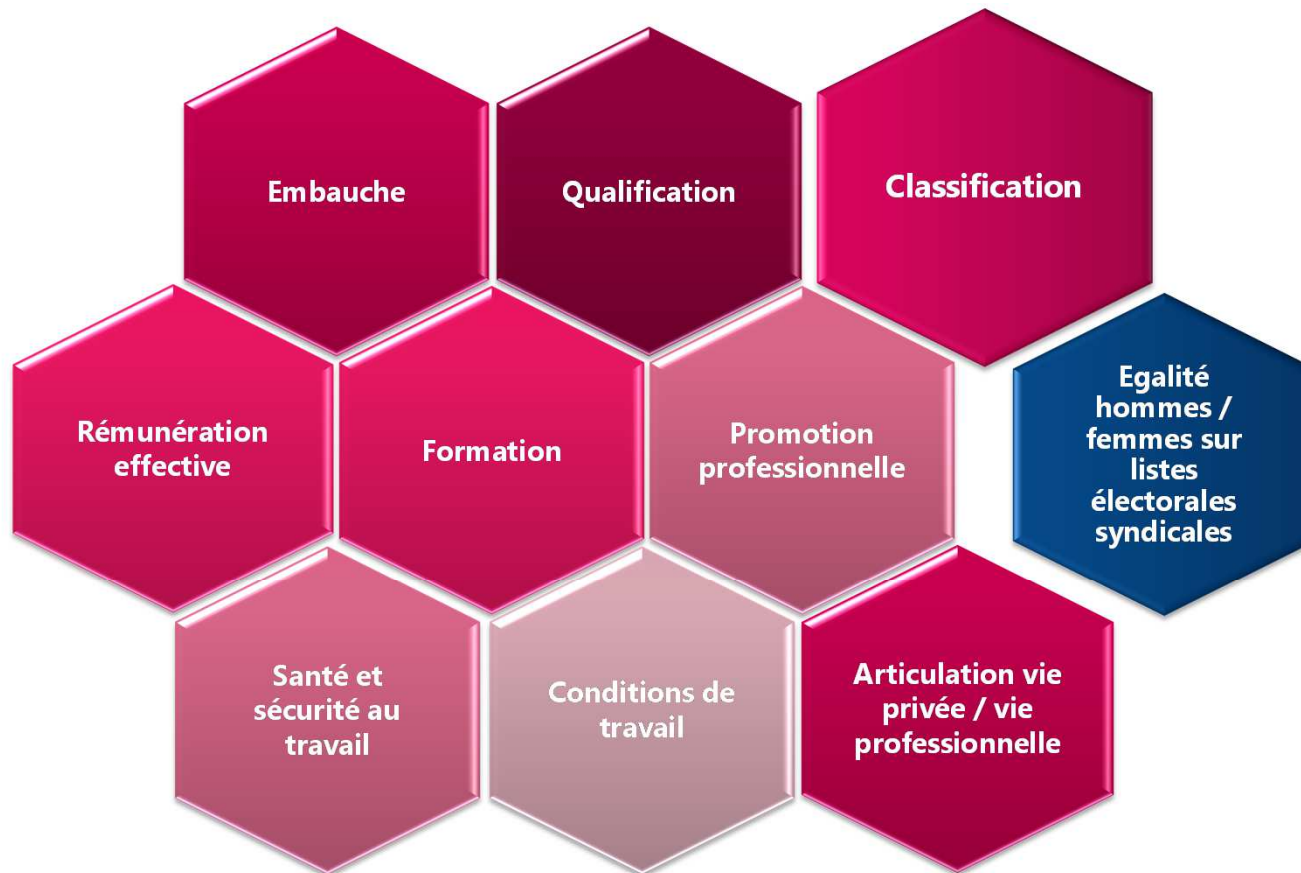 Embauche
Qualification
Classification
Rémunération
effective
Formation
Promotion
professionnelle
Egalité
hommes /
femmes sur
listes
électorales
syndicales
Santé et
sécurité au
travail
Conditions de
travail
Articulation vie
privée / vie
professionnelle